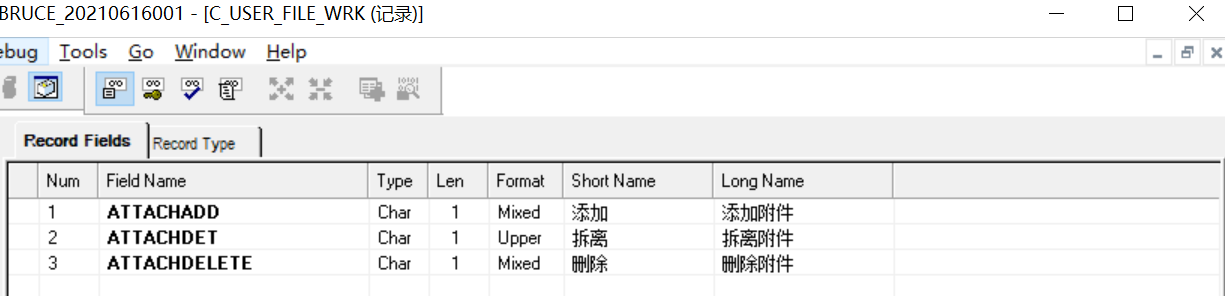 BRUCE_20210616001 - [C_USER_FILE_WRK (记录)]
ebug Tools Go Window Help
Record Fields Record Type
Num Field Name Type Len Format Short Name Long Name
1 ATTACHADD Char 1 Mixed 添加 添加附件
2 ATTACHDET Char 1 Upper 拆离 拆离附件
3 ATTACHDELETE Char 1 Mixed 删除 删除附件